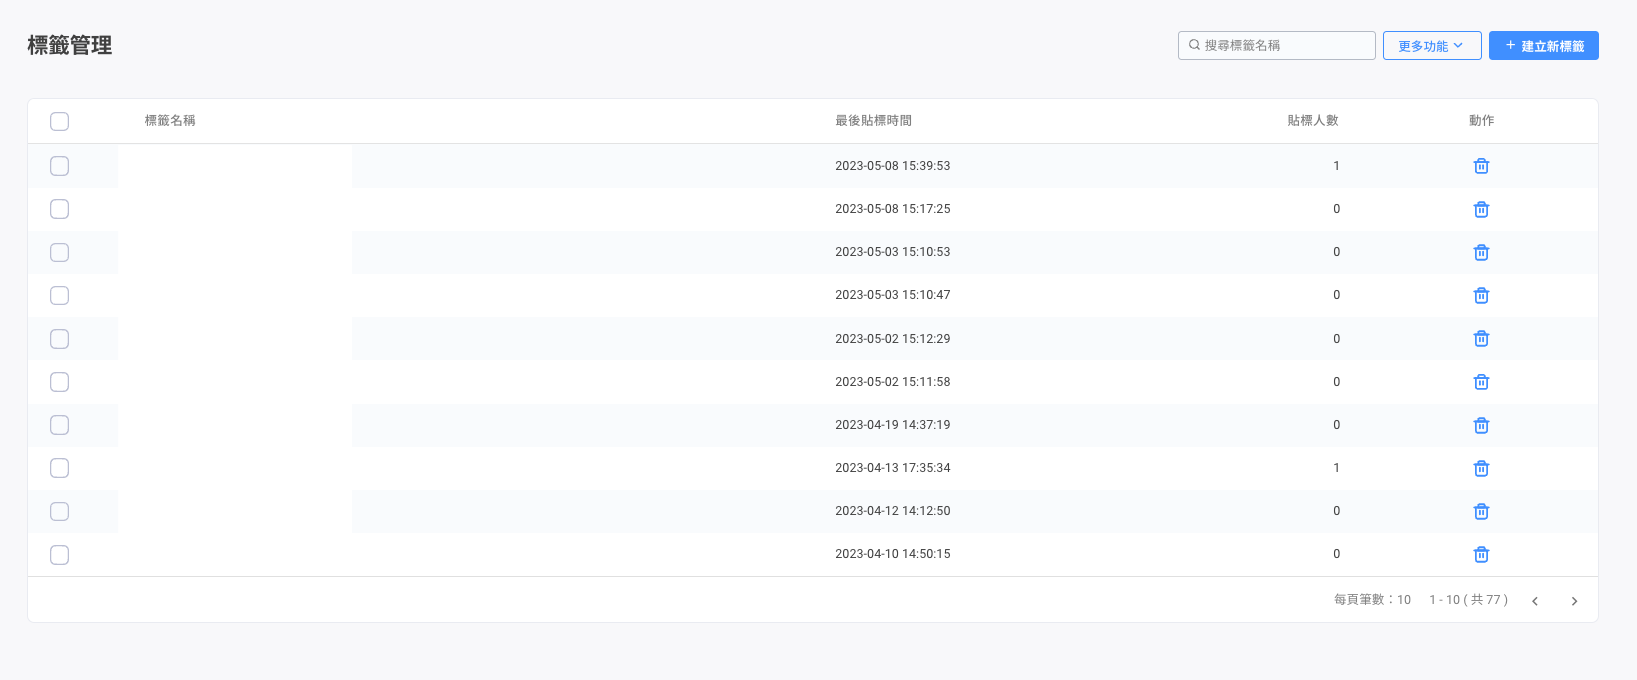 標籤管理
搜尋標籤名稱 更多功能 + 建立新標籤
標籤名稱 最後貼標時間 貼標人數 動作
2023-05-08 15:39:53 1
2023-05-08 15:17:25 0
2023-05-03 15:10:53 0
2023-05-03 15:10:47 0
2023-05-02 15:12:29 0
2023-05-02 15:11:58 0
2023-04-19 14:37:19 0
2023-04-13 17:35:34 1
2023-04-12 14:12:50 0
2023-04-10 14:50:15 0
每頁筆數：10 1 - 10 ( 共 77 )